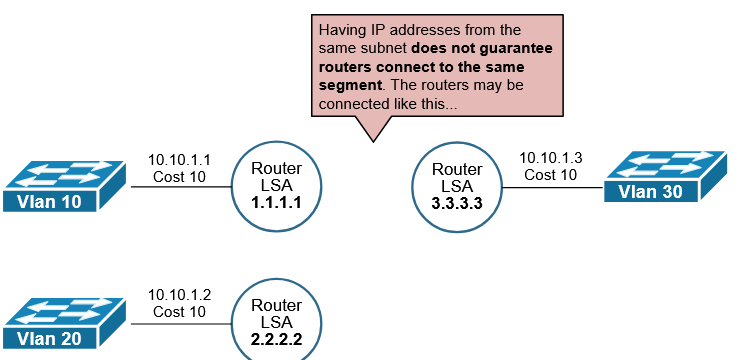 Having IP addresses from the
same subnet does not guarantee
routers connect to the same
segment. The routers may be
connected like this...
10.10.1.1
Cost 10
Router
LSA
1.1.1.1
Vlan 10
Router
LSA
3.3.3.3
10.10.1.3
Cost 10
Vlan 30
10.10.1.2
Cost 10
Router
LSA
2.2.2.2
Vlan 20